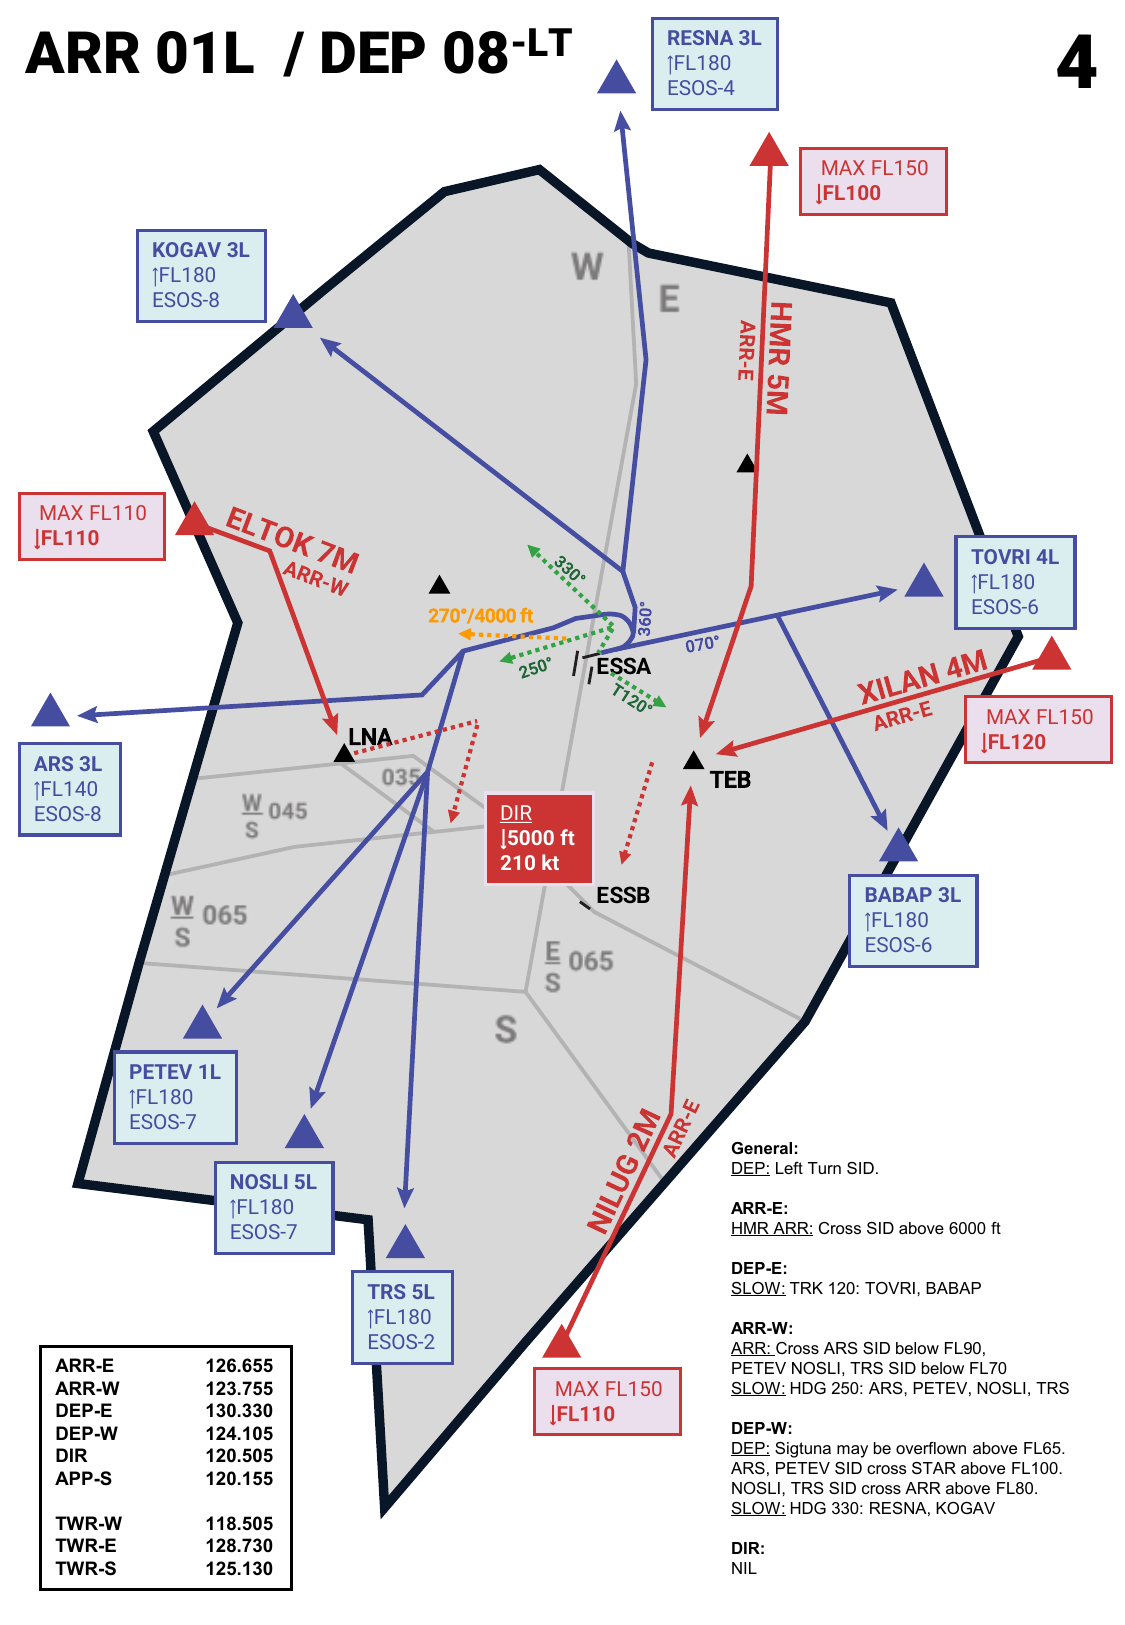 ARR 01L / DEP 08-LT
4
RESNA 3L
↑FL180
ESOS-4
MAX FL150
↓FL100
KOGAV 3L
↑FL180
ESOS-8
W
E
HMR 5M
ARR-E
MAX FL110
↓FL110
ELTOK 7M
ARR-W
TOVRI 4L
↑FL180
ESOS-6
330°
270°/4000 ft
360°
250°
070°
ESSA
T120°
XILAN 4M
ARR-E
MAX FL150
↓FL120
ARS 3L
↑FL140
ESOS-8
LNA
035
TEB
W
S
045
DIR
↓5000 ft
210 kt
ESSB
BABAP 3L
↑FL180
ESOS-6
W
S
065
E
S
065
S
PETEV 1L
↑FL180
ESOS-7
NOSLI 5L
↑FL180
ESOS-7
TRS 5L
↑FL180
ESOS-2
NILUG 2M
ARR-E
MAX FL150
↓FL110
ARR-E 126.655
ARR-W 123.755
DEP-E 130.330
DEP-W 124.105
DIR 120.505
APP-S 120.155
TWR-W 118.505
TWR-E 128.730
TWR-S 125.130
General:
DEP: Left Turn SID.
ARR-E:
HMR ARR: Cross SID above 6000 ft
DEP-E:
SLOW: TRK 120: TOVRI, BABAP
ARR-W:
ARR: Cross ARS SID below FL90,
PETEV NOSLI, TRS SID below FL70
SLOW: HDG 250: ARS, PETEV, NOSLI, TRS
DEP-W:
DEP: Sigtuna may be overflown above FL65.
ARS, PETEV SID cross STAR above FL100.
NOSLI, TRS SID cross ARR above FL80.
SLOW: HDG 330: RESNA, KOGAV
DIR:
NIL